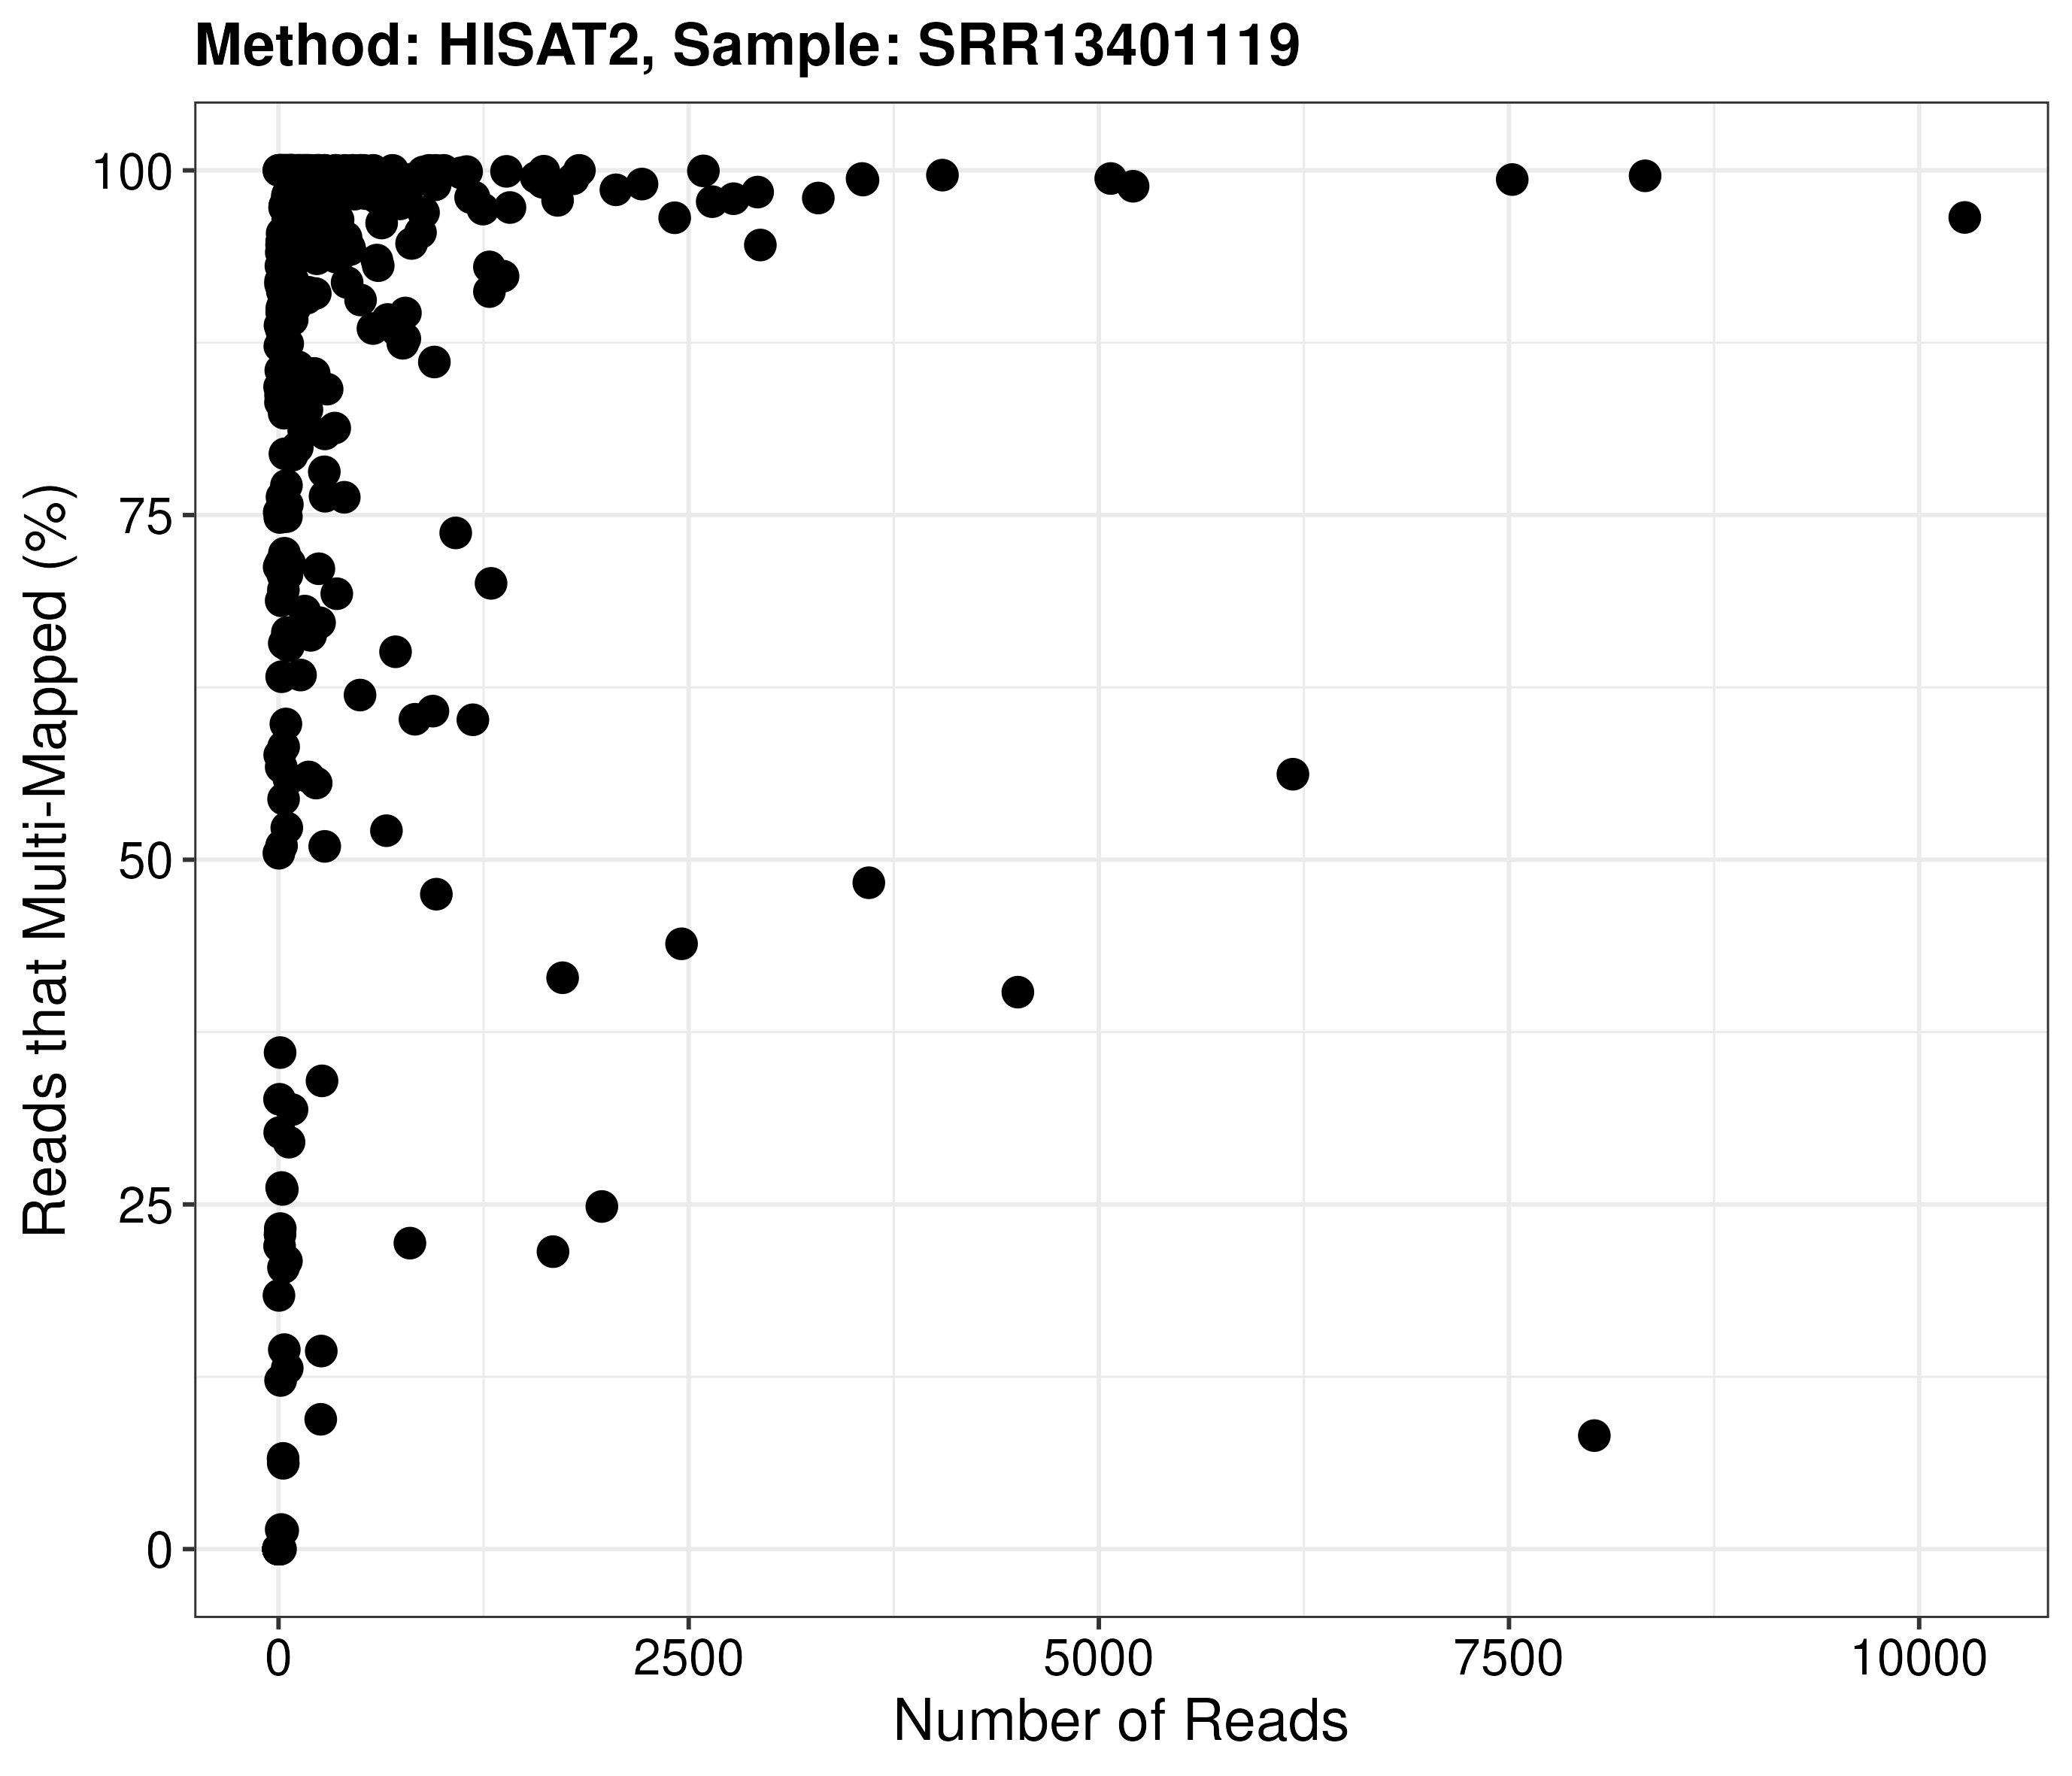 Method: HISAT2, Sample: SRR13401119
Reads that Multi-Mapped (%)
100
75
50
25
0
0 2500 5000 7500 10000
Number of Reads